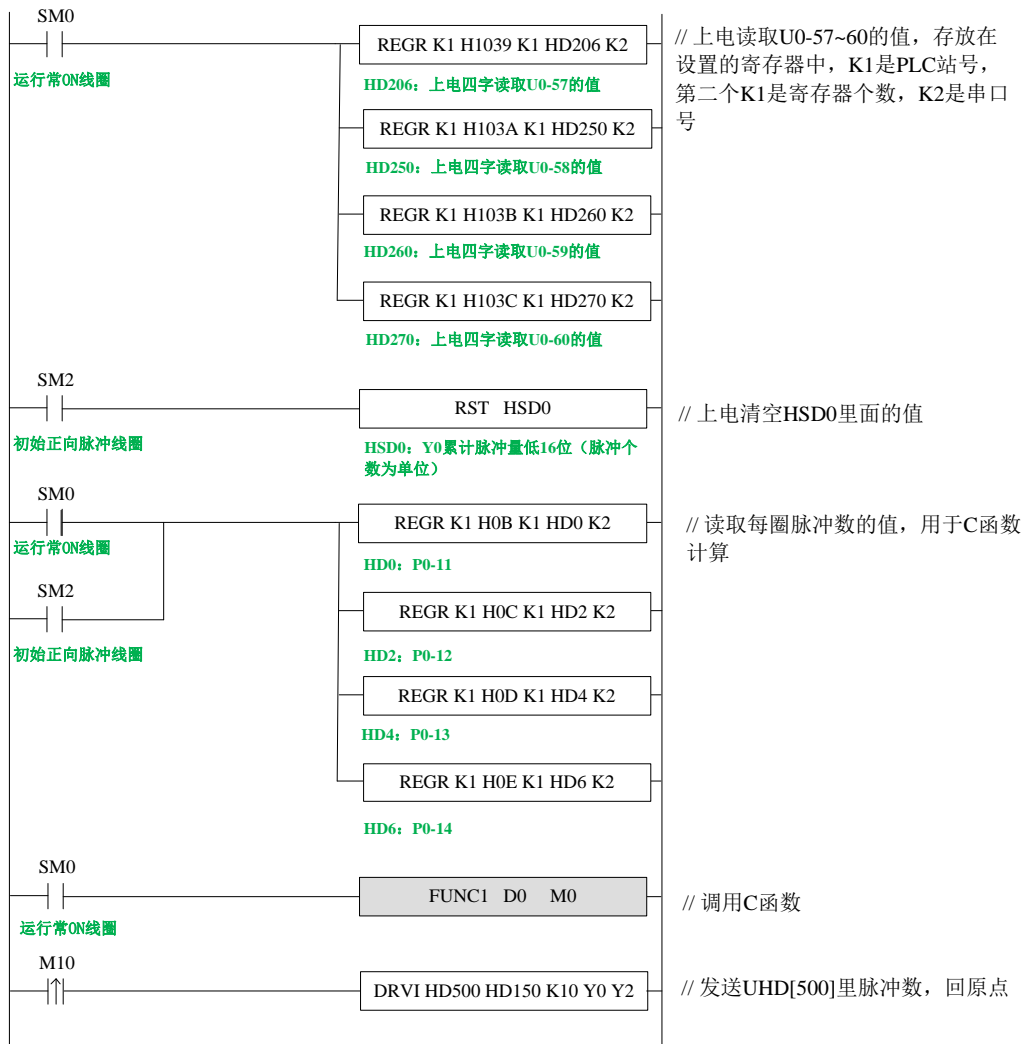 SM0
REGR K1 H1039 K1 HD206 K2
// 上电读取U0-57~60的值，存放在
设置的寄存器中，K1是PLC站号，
第二个K1是寄存器个数，K2是串口
号
运行常ON线圈
HD206：上电四字读取U0-57的值
REGR K1 H103A K1 HD250 K2
HD250：上电四字读取U0-58的值
REGR K1 H103B K1 HD260 K2
HD260：上电四字读取U0-59的值
REGR K1 H103C K1 HD270 K2
HD270：上电四字读取U0-60的值
SM2
RST HSD0
// 上电清空HSD0里面的值
初始正向脉冲线圈
HSD0：Y0累计脉冲量低16位（脉冲个
数为单位）
SM0
REGR K1 H0B K1 HD0 K2
// 读取每圈脉冲数的值，用于C函数
计算
运行常ON线圈
HD0：P0-11
SM2
REGR K1 H0C K1 HD2 K2
初始正向脉冲线圈
HD2：P0-12
REGR K1 H0D K1 HD4 K2
HD4：P0-13
REGR K1 H0E K1 HD6 K2
HD6：P0-14
SM0
FUNC1 D0 M0
// 调用C函数
运行常ON线圈
M10
DRVI HD500 HD150 K10 Y0 Y2
// 发送UHD[500]里脉冲数，回原点